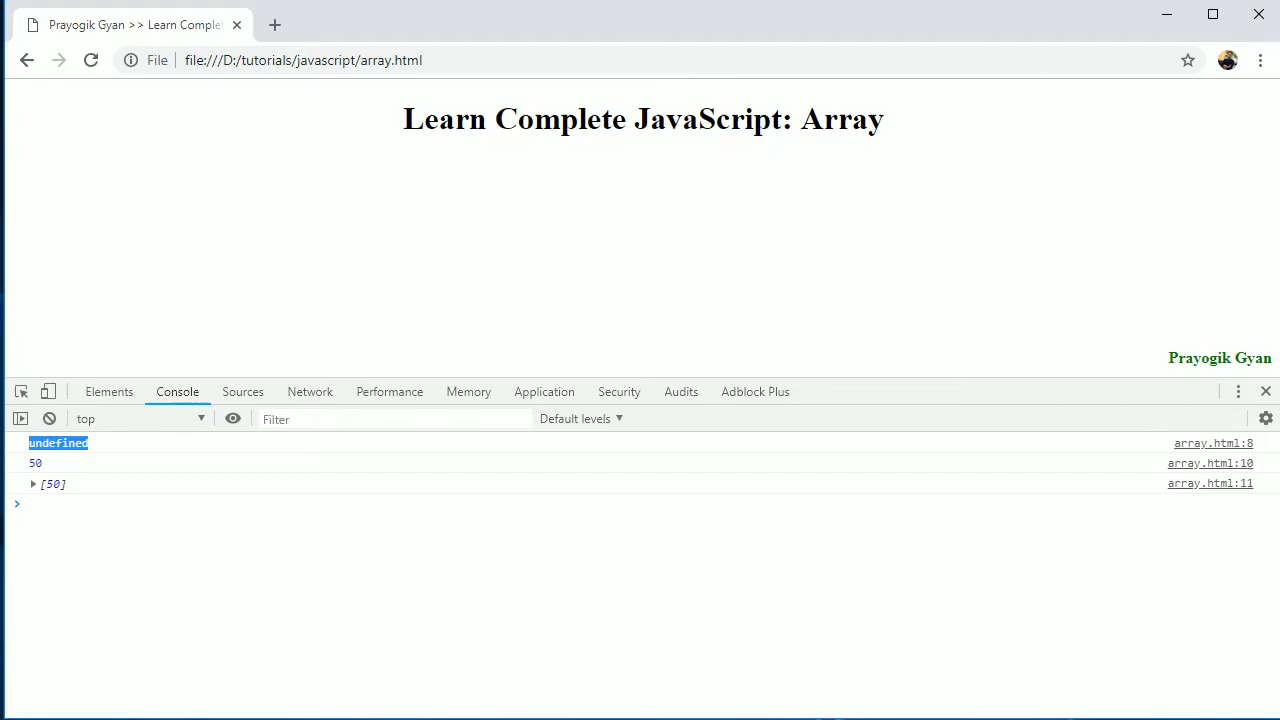 Prayogik Gyan >> Learn Comple
File file:///D:/tutorials/javascript/array.html
Learn Complete JavaScript: Array
Prayogik Gyan
Elements Console Sources Network Performance Memory Application Security Audits Adblock Plus
top Filter Default levels
undefined array.html:8
50 array.html:10
[50] array.html:11